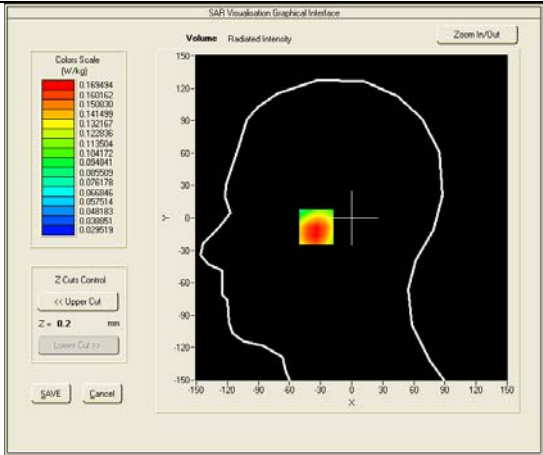 SAR Visualisation Graphical Interface
Volume Radiated Intensity
Zoom In/Out
Colors Scale
(W/kg)
0.169494
0.160162
0.150830
0.141499
0.132167
0.122836
0.113504
0.104172
0.094841
0.085509
0.076178
0.066846
0.057514
0.048183
0.038851
0.029519
Z Cuts Control
<< Upper Cut
Z = 0.2 mm
Lower Cut >>
SAVE Cancel
150
120
90
60
30
0
-30
-60
-90
-120
-150
Y
-150 -120 -90 -60 -30 0 30 60 90 120 150
X